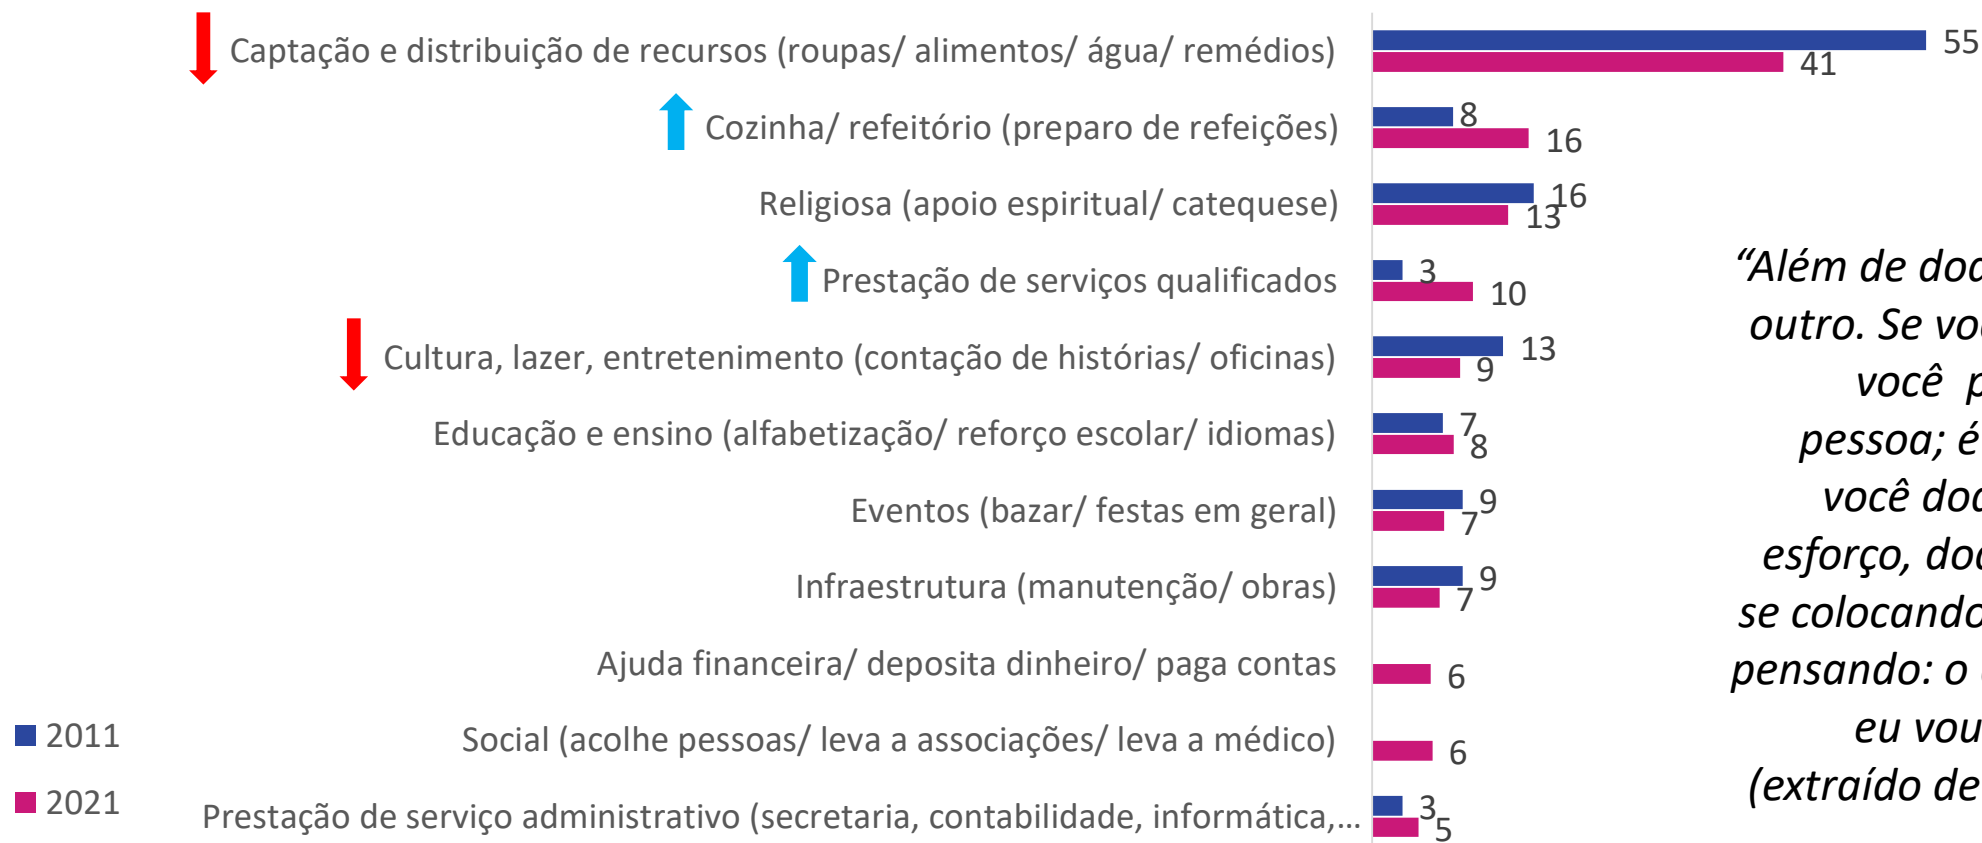 Captação e distribuição de recursos (roupas/ alimentos/ água/ remédios)
55
41
Cozinha/ refeitório (preparo de refeições)
8
16
Religiosa (apoio espiritual/ catequese)
16
13
Prestação de serviços qualificados
3
10
Cultura, lazer, entretenimento (contação de histórias/ oficinas)
13
9
Educação e ensino (alfabetização/ reforço escolar/ idiomas)
7
8
Eventos (bazar/ festas em geral)
9
7
Infraestrutura (manutenção/ obras)
9
7
Ajuda financeira/ deposita dinheiro/ paga contas
6
Social (acolhe pessoas/ leva a associações/ leva a médico)
6
Prestação de serviço administrativo (secretaria, contabilidade, informática,...
3
5
2011
2021
“Além de
outro. Se
você
pessoa; é
você
esforço,
se colocando
pensando: o
eu vou
(extraído de